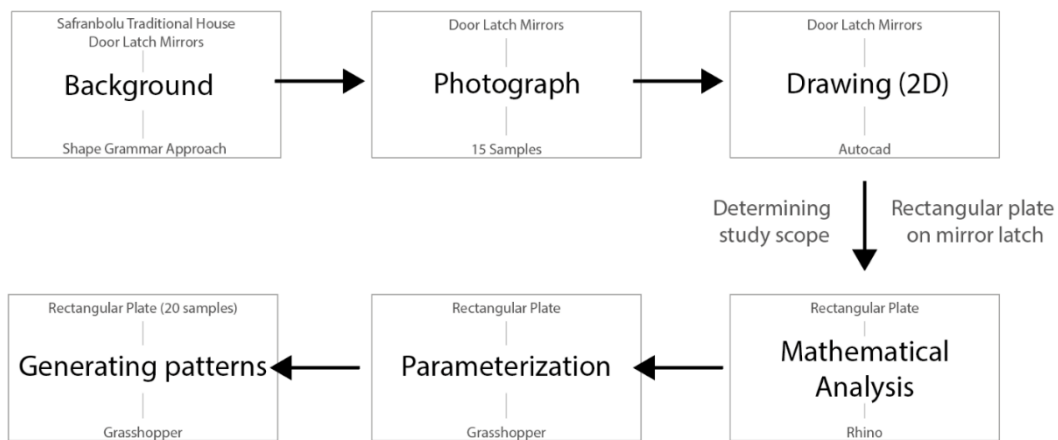 Safranbolu Traditional House
Door Latch Mirrors
Background
Shape Grammar Approach
Door Latch Mirrors
Photograph
15 Samples
Door Latch Mirrors
Drawing (2D)
Autocad
Determining
study scope
Rectangular plate
on mirror latch
Rectangular Plate
Mathematical
Analysis
Rhino
Rectangular Plate
Parameterization
Grasshopper
Rectangular Plate (20 samples)
Generating patterns
Grasshopper